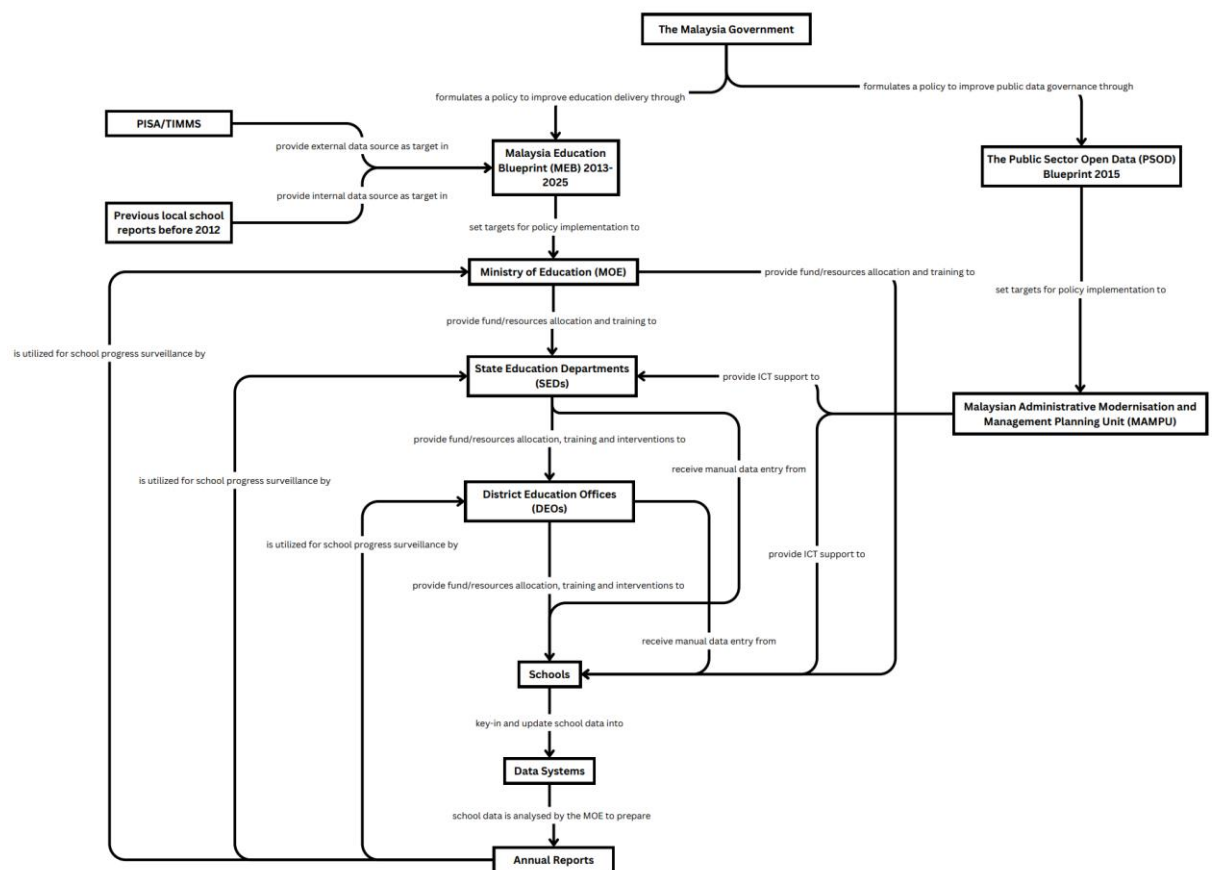 The Malaysia Government
formulates a policy to improve education delivery through
formulates a policy to improve public data governance through
PISA/TIMMS
provide external data source as target in
Malaysia Education
Blueprint (MEB) 2013-
2025
The Public Sector Open Data (PSOD)
Blueprint 2015
provide internal data source as target in
Previous local school
reports before 2012
set targets for policy implementation to
Ministry of Education (MOE)
provide fund/resources allocation and training to
set targets for policy implementation to
provide fund/resources allocation and training to
is utilized for school progress surveillance by
State Education Departments
(SEDs)
provide ICT support to
Malaysian Administrative Modernisation and
Management Planning Unit (MAMPU)
provide fund/resources allocation, training and interventions to
receive manual data entry from
is utilized for school progress surveillance by
District Education Offices
(DEOs)
is utilized for school progress surveillance by
provide ICT support to
provide fund/resources allocation, training and interventions to
receive manual data entry from
Schools
key-in and update school data into
Data Systems
school data is analysed by the MOE to prepare
Annual Reports